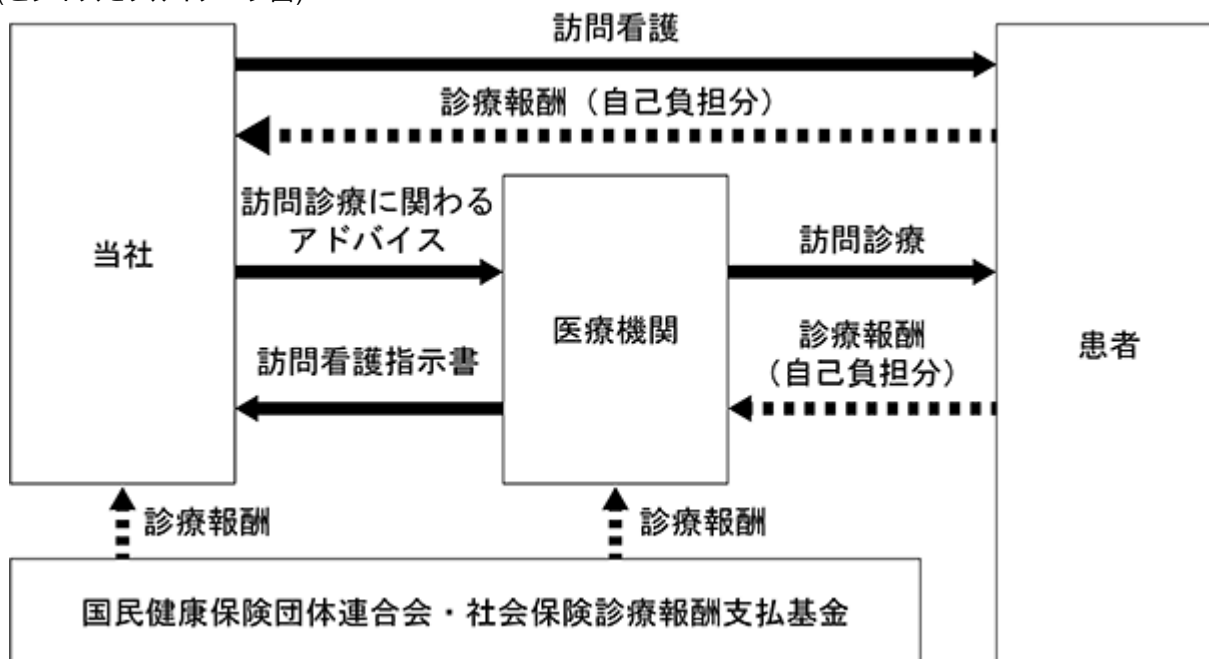 訪問看護
診療報酬（自己負担分）
訪問診療に関わる
アドバイス
当社
訪問診療
医療機関
訪問看護指示書
診療報酬
（自己負担分）
患者
診療報酬
診療報酬
国民健康保険団体連合会・社会保険診療報酬支払基金